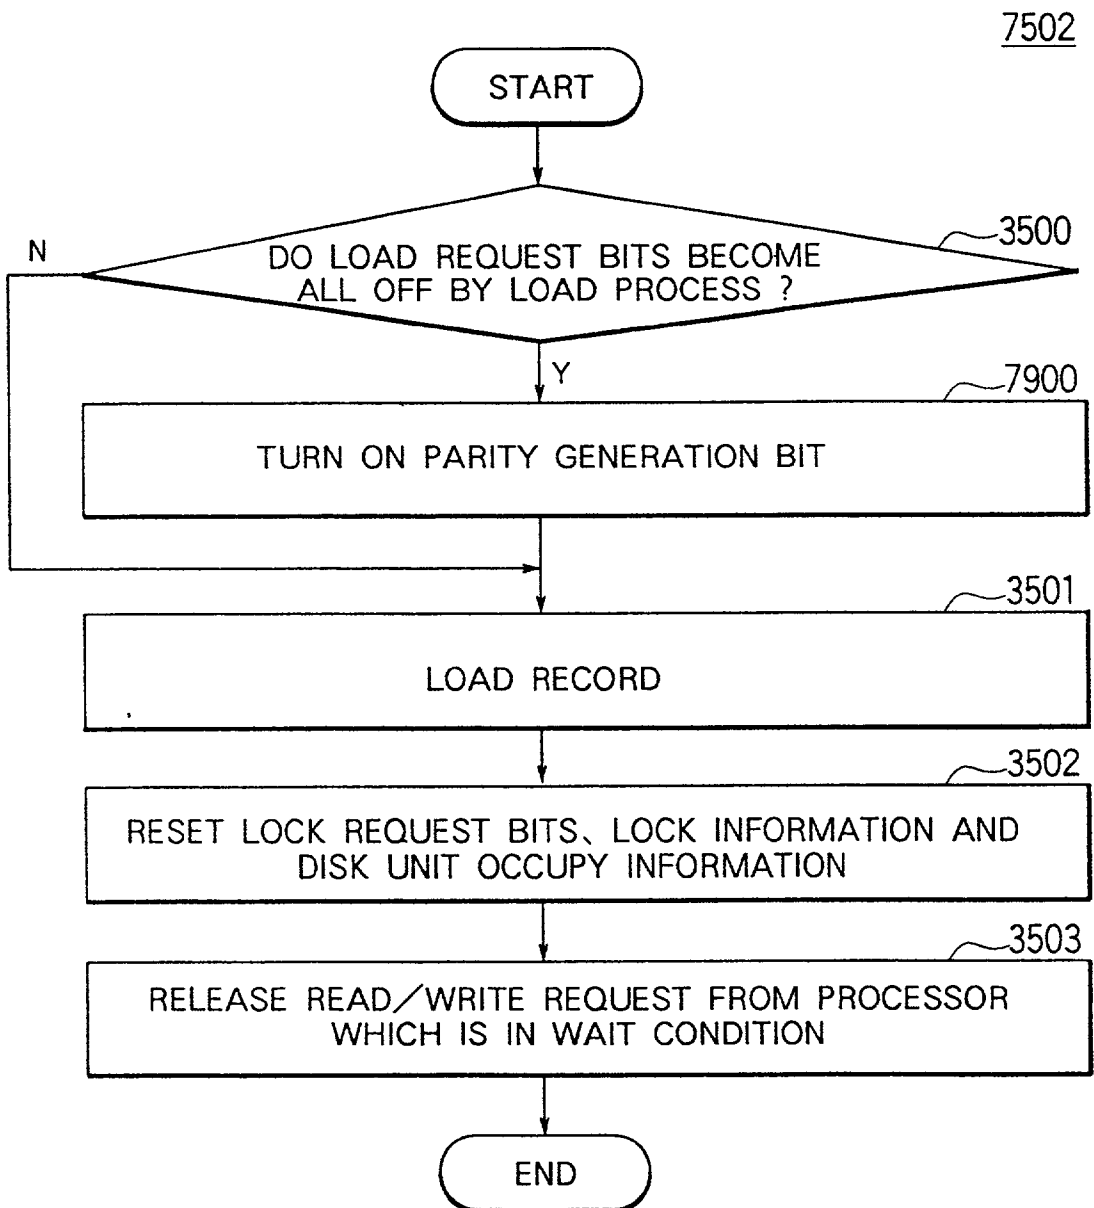 7502
START
3500
N
DO LOAD REQUEST BITS BECOME
ALL OFF BY LOAD PROCESS ?
Y
7900
TURN ON PARITY GENERATION BIT
3501
LOAD RECORD
3502
RESET LOCK REQUEST BITS、LOCK INFORMATION AND
DISK UNIT OCCUPY INFORMATION
3503
RELEASE READ/WRITE REQUEST FROM PROCESSOR
WHICH IS IN WAIT CONDITION
END